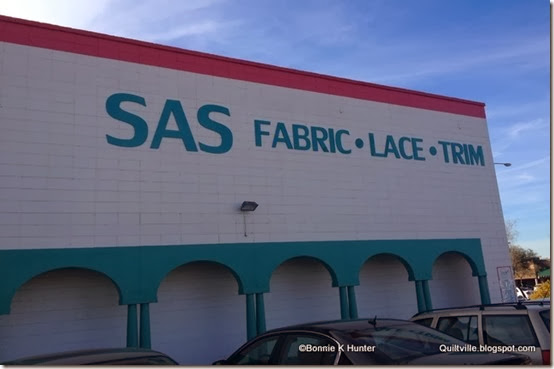 SAS FABRIC • LACE • TRIM
©Bonnie K Hunter Quiltville.blogspot.com